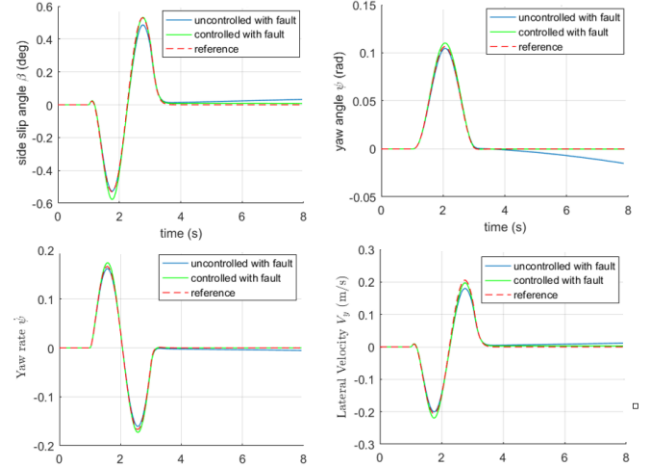 side slip angle β (deg)
0.6
0.4
0.2
0
-0.2
-0.4
-0.6
uncontrolled with fault
controlled with fault
reference
0 2 4 6 8
time (s)
yaw angle ψ (rad)
0.15
0.1
0.05
0
-0.05
uncontrolled with fault
controlled with fault
reference
0 2 4 6 8
time (s)
Yaw rate ψ̇
0.2
0.1
0
-0.1
-0.2
uncontrolled with fault
controlled with fault
reference
0 2 4 6 8
Lateral Velocity Vy (m/s)
0.3
0.2
0.1
0
-0.1
-0.2
-0.3
uncontrolled with fault
controlled with fault
reference
0 2 4 6 8